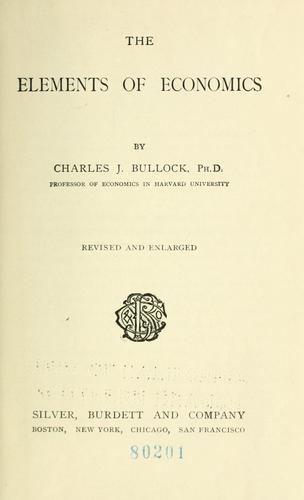 THE
ELEMENTS OF ECONOMICS
BY
CHARLES J. BULLOCK, PH.D.
PROFESSOR OF ECONOMICS IN HARVARD UNIVERSITY
REVISED AND ENLARGED
SILVER, BURDETT AND COMPANY
BOSTON, NEW YORK, CHICAGO, SAN FRANCISCO
80201